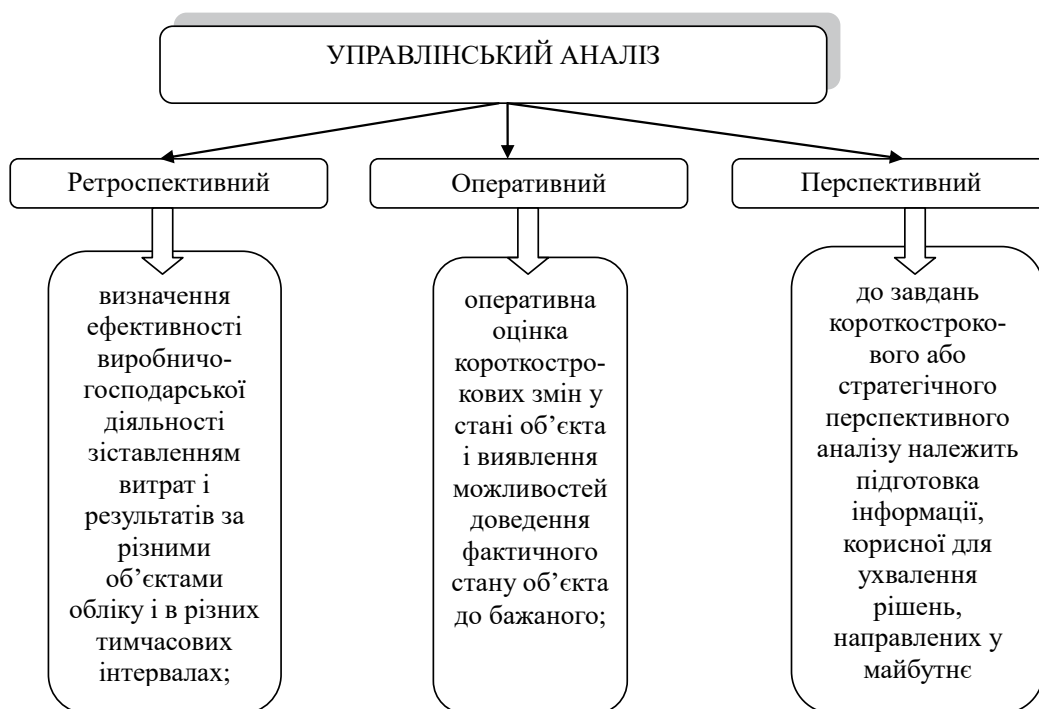 УПРАВЛІНСЬКИЙ АНАЛІЗ
Ретроспективний
Оперативний
Перспективний
визначення
ефективності
виробничо-
господарської
діяльності
зіставленням
витрат і
результатів за
різними
об’єктами
обліку і в різних
тимчасових
інтервалах;
оперативна
оцінка
короткостро-
кових змін у
стані об’єкта
і виявлення
можливостей
доведення
фактичного
стану об’єкта
до бажаного;
до завдань
короткостроко-
вого або
стратегічного
перспективного
аналізу належить
підготовка
інформації,
корисної для
ухвалення
рішень,
направлених у
майбутнє